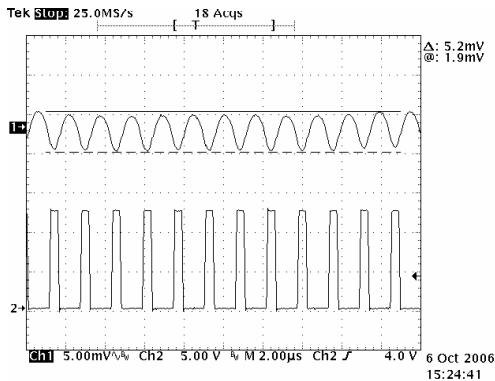 Tek Stop: 25.0MS/s 18 Acqs
[ T ]
Δ: 5.2mV
@: 1.9mV
1
2
Ch1 5.00mV Ch2 5.00 V M 2.00µs Ch2 4.0 V
6 Oct 2006
15:24:41